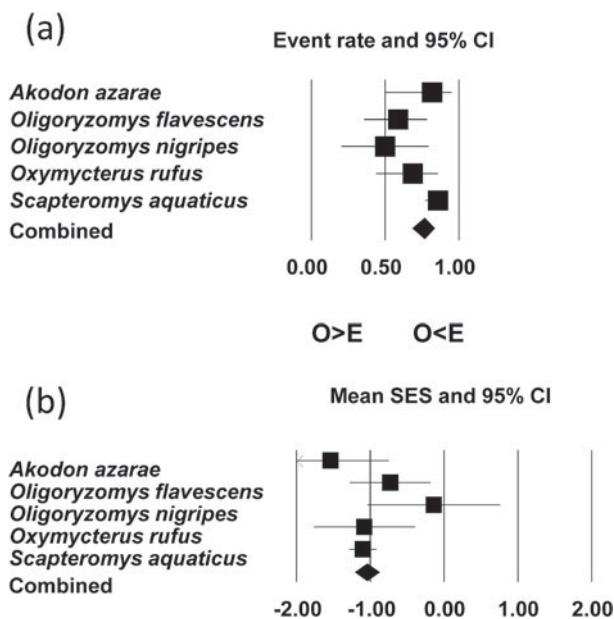 (a)
Event rate and 95% CI
Akodon azarae
Oligoryzomys flavescens
Oligoryzomys nigripes
Oxymycterus rufus
Scapteromys aquaticus
Combined
0.00 0.50 1.00
O>E O<E
(b)
Mean SES and 95% CI
Akodon azarae
Oligoryzomys flavescens
Oligoryzomys nigripes
Oxymycterus rufus
Scapteromys aquaticus
Combined
-2.00 -1.00 0.00 1.00 2.00